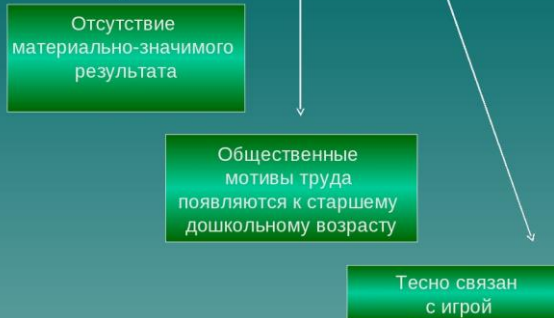 Отсутствие
материально-значимого
результата
Общественные
мотивы труда
появляются к старшему
дошкольному возрасту
Тесно связан
с игрой